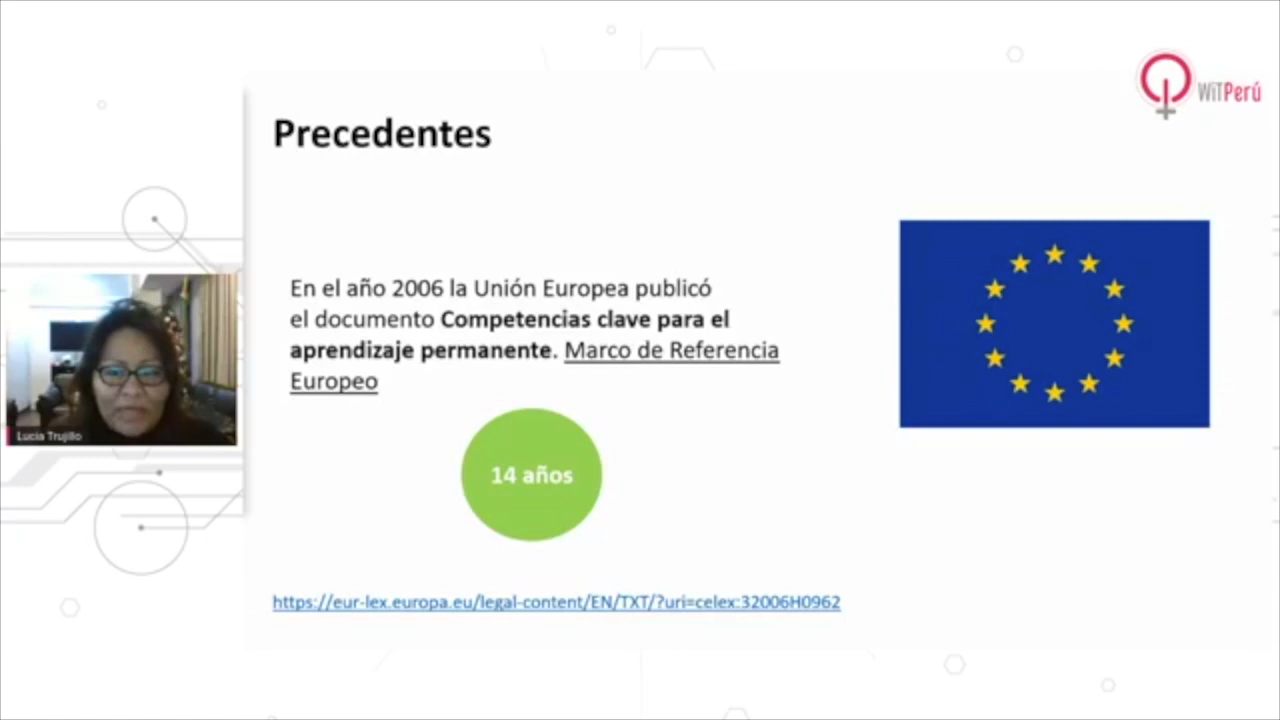 WiTPerú
Precedentes
En el año 2006 la Unión Europea publicó
el documento Competencias clave para el
aprendizaje permanente. Marco de Referencia
Europeo
14 años
Lucia Trujillo
https://eur-lex.europa.eu/legal-content/EN/TXT/?uri=celex:32006H0962